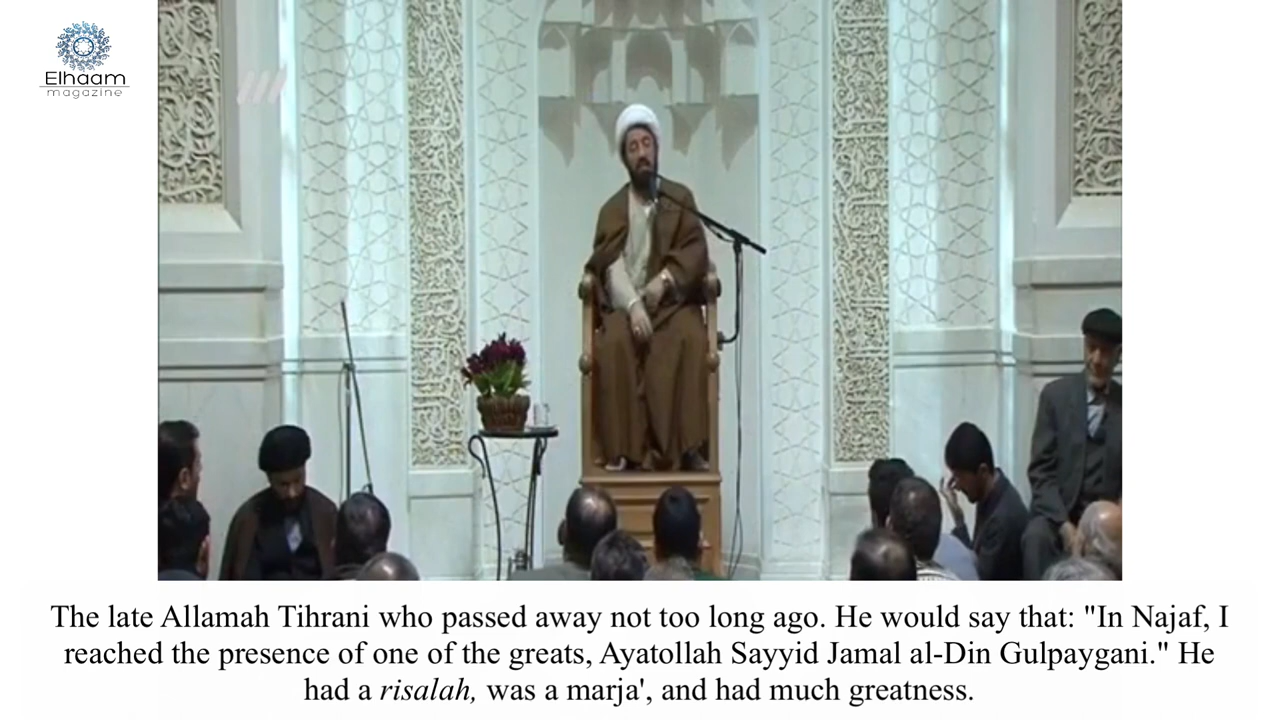 Elhaam
magazine
The late Allamah Tihrani who passed away not too long ago. He would say that: "In Najaf, I
reached the presence of one of the greats, Ayatollah Sayyid Jamal al-Din Gulpaygani." He
had a risalah, was a marja', and had much greatness.